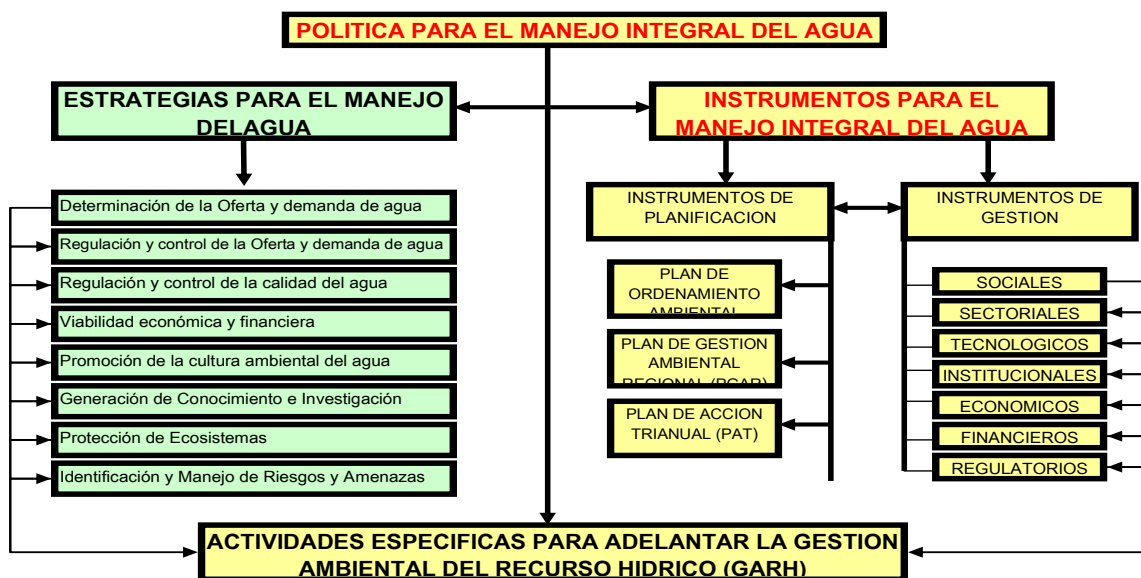 POLITICA PARA EL MANEJO INTEGRAL DEL AGUA
ESTRATEGIAS PARA EL MANEJO
DELAGUA
INSTRUMENTOS PARA EL
MANEJO INTEGRAL DEL AGUA
Determinación de la Oferta y demanda de agua
Regulación y control de la Oferta y demanda de agua
Regulación y control de la calidad del agua
Viabilidad económica y financiera
Promoción de la cultura ambiental del agua
Generación de Conocimiento e Investigación
Protección de Ecosistemas
Identificación y Manejo de Riesgos y Amenazas
INSTRUMENTOS DE
PLANIFICACION
PLAN DE
ORDENAMIENTO
AMBIENTAL
PLAN DE GESTION
AMBIENTAL
REGIONAL (PGAR)
PLAN DE ACCION
TRIANUAL (PAT)
INSTRUMENTOS DE
GESTION
SOCIALES
SECTORIALES
TECNOLOGICOS
INSTITUCIONALES
ECONOMICOS
FINANCIEROS
REGULATORIOS
ACTIVIDADES ESPECIFICAS PARA ADELANTAR LA GESTION
AMBIENTAL DEL RECURSO HIDRICO (GARH)